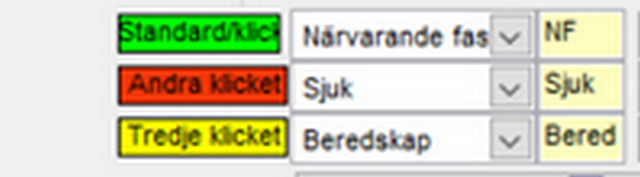 Standard/klick Närvarande fas NF
Andra klicket Sjuk Sjuk
Tredje klicket Beredskap Bered